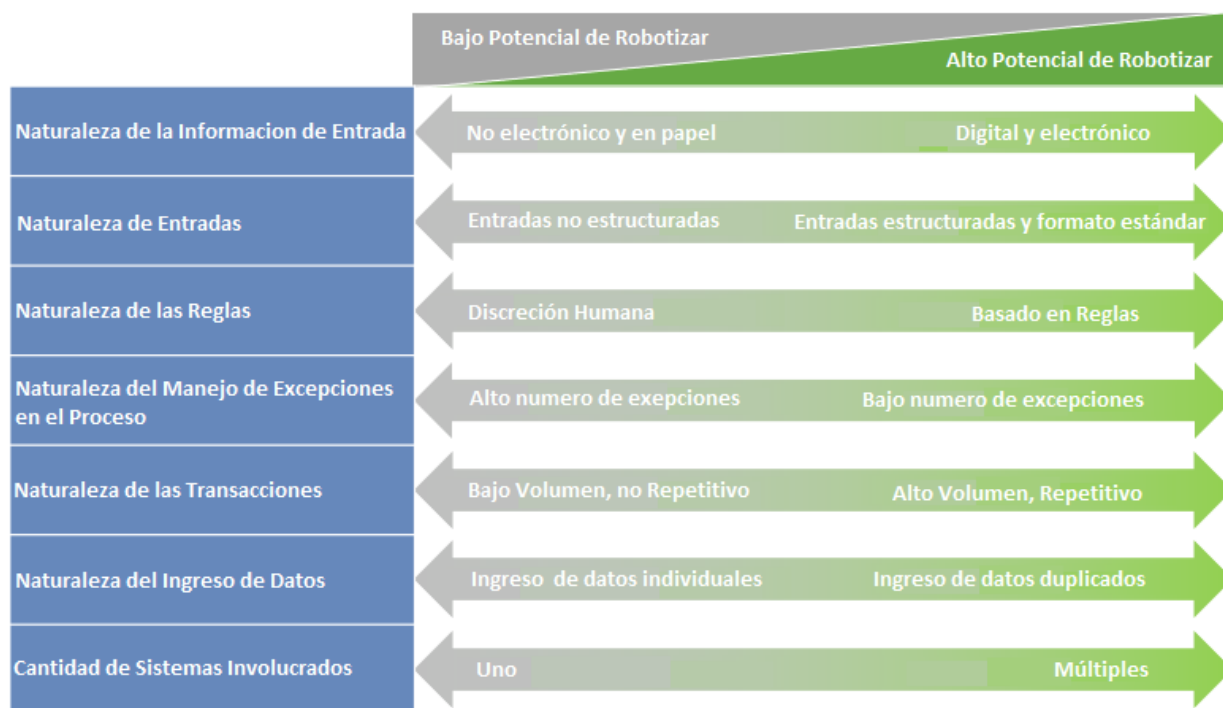 Bajo Potencial de Robotizar
Alto Potencial de Robotizar
Naturaleza de la Informacion de Entrada
No electrónico y en papel
Digital y electrónico
Naturaleza de Entradas
Entradas no estructuradas
Entradas estructuradas y formato estándar
Naturaleza de las Reglas
Discreción Humana
Basado en Reglas
Naturaleza del Manejo de Excepciones
en el Proceso
Alto numero de exepciones
Bajo numero de excepciones
Naturaleza de las Transacciones
Bajo Volumen, no Repetitivo
Alto Volumen, Repetitivo
Naturaleza del Ingreso de Datos
Ingreso de datos individuales
Ingreso de datos duplicados
Cantidad de Sistemas Involucrados
Uno
Múltiples